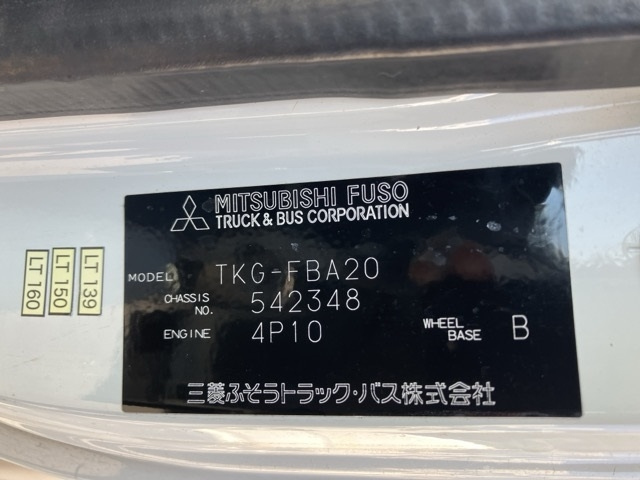 MITSUBISHI FUSO
TRUCK & BUS CORPORATION
MODEL TKG-FBA20
CHASSIS NO. 542348
ENGINE 4P10 WHEEL BASE B
三菱ふそうトラック・バス株式会社
LT 160
LT 150
LT 139